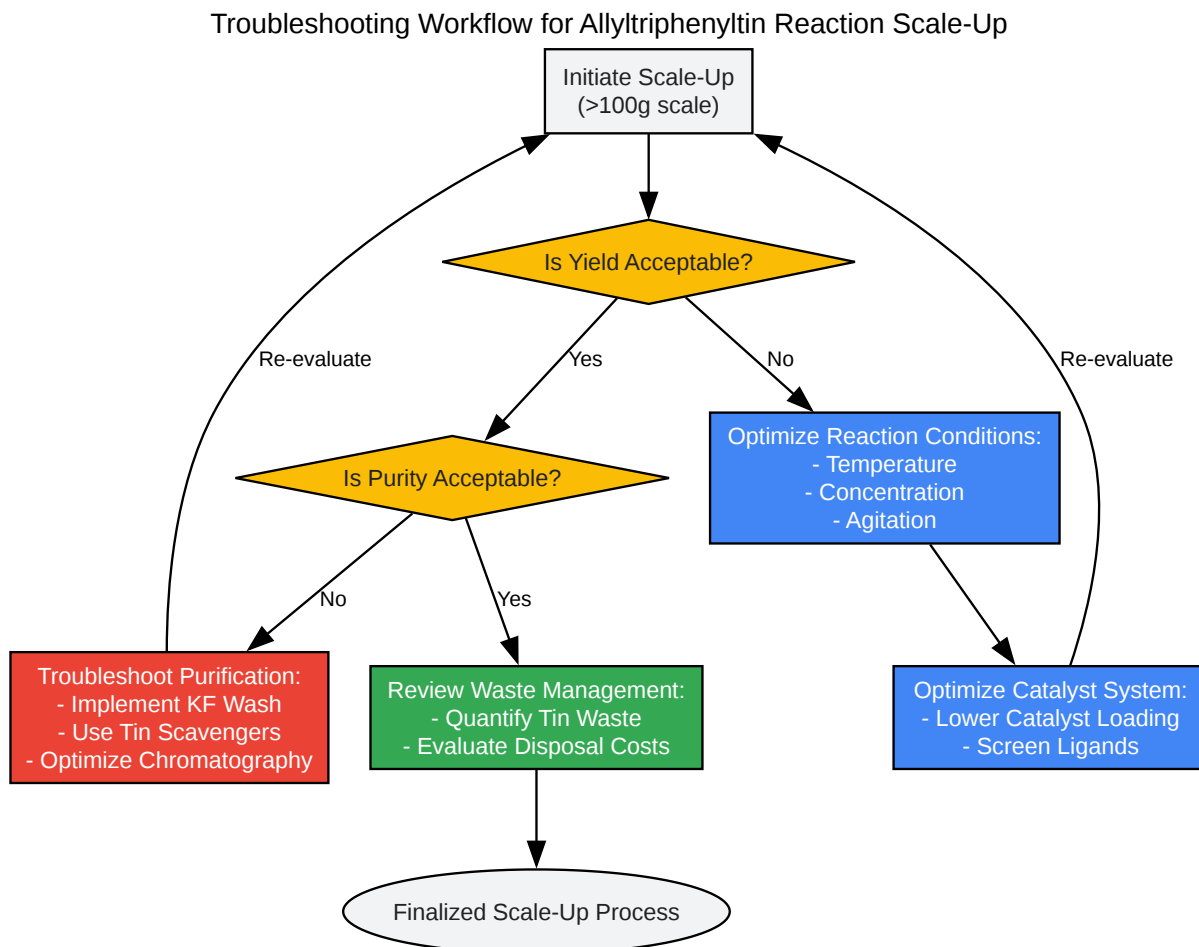 Troubleshooting Workflow for Allyltriphenyltin Reaction Scale-Up
Initiate Scale-Up
(>100g scale)
Is Yield Acceptable?
Re-evaluate
Yes
No
Re-evaluate
Optimize Reaction Conditions:
- Temperature
- Concentration
- Agitation
Is Purity Acceptable?
No
Yes
Troubleshoot Purification:
- Implement KF Wash
- Use Tin Scavengers
- Optimize Chromatography
Review Waste Management:
- Quantify Tin Waste
- Evaluate Disposal Costs
Optimize Catalyst System:
- Lower Catalyst Loading
- Screen Ligands
Finalized Scale-Up Process